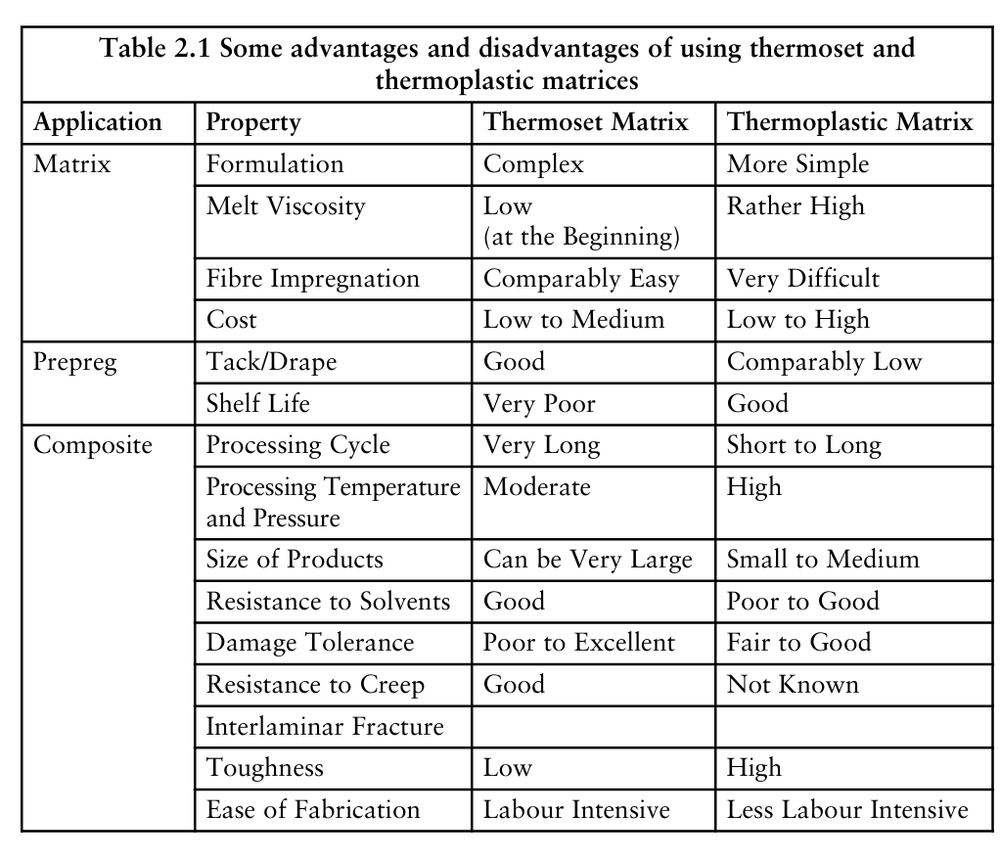 Table 2.1 Some advantages and disadvantages of using thermoset and
thermoplastic matrices
Application Property Thermoset Matrix Thermoplastic Matrix
Matrix Formulation Complex More Simple
Melt Viscosity Low Rather High
(at the Beginning)
Fibre Impregnation Comparably Easy Very Difficult
Cost Low to Medium Low to High
Prepreg Tack/Drape Good Comparably Low
Shelf Life Very Poor Good
Composite Processing Cycle Very Long Short to Long
Processing Temperature Moderate High
and Pressure
Size of Products Can be Very Large Small to Medium
Resistance to Solvents Good Poor to Good
Damage Tolerance Poor to Excellent Fair to Good
Resistance to Creep Good Not Known
Interlaminar Fracture
Toughness Low High
Ease of Fabrication Labour Intensive Less Labour Intensive